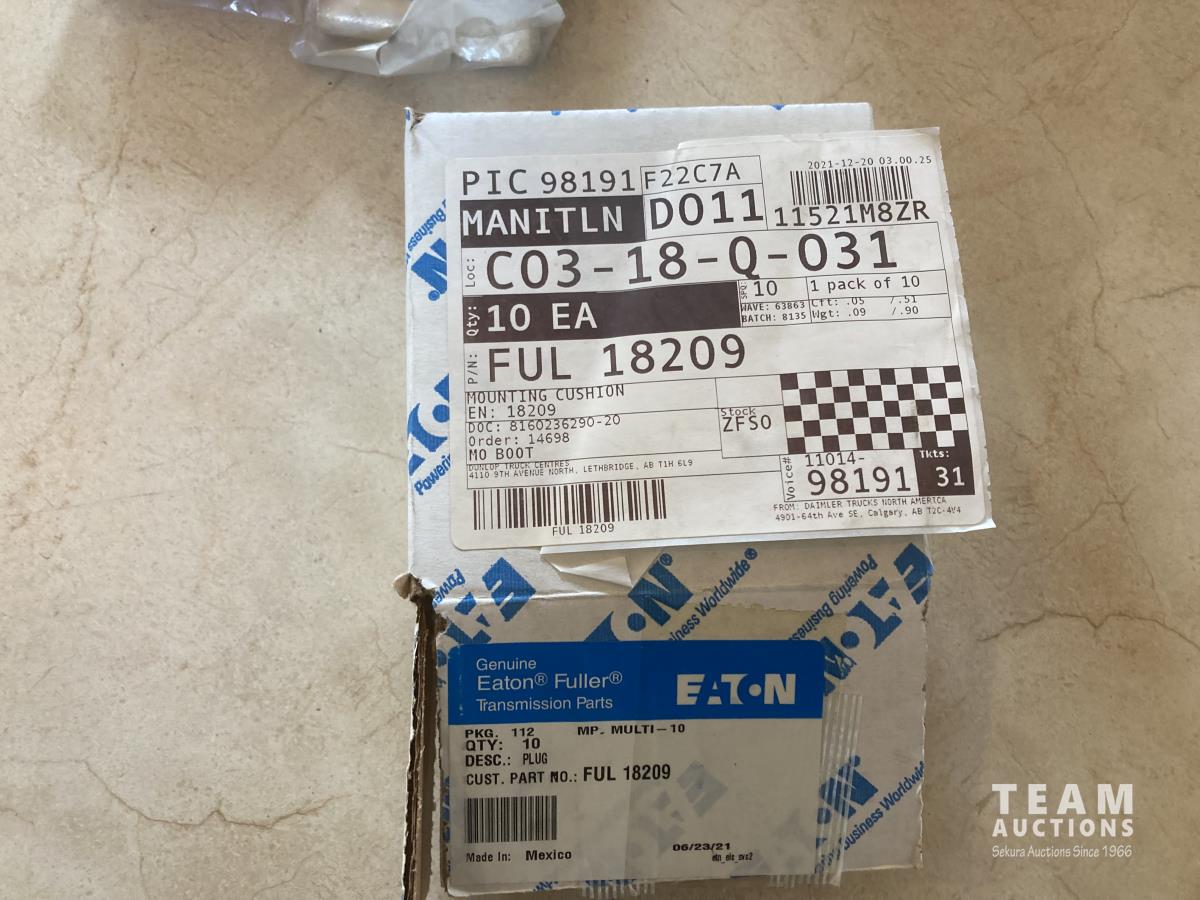 PIC 98191 F22C7A
2021-12-20 03.00.25
MANITLN D011 11521M8ZR
Loc: C03-18-Q-031
Qty: 10 EA
SPQ: 10 1 pack of 10
WAVE: 63863 Cft: .05 /.51
BATCH: 8135 Wgt: .09 /.90
P/N: FUL 18209
MOUNTING CUSHION
EN: 18209
DOC: 8160236290-20
Order: 14698
MO BOOT
Stock
ZFSO
DUNLOP TRUCK CENTRES
4110 9TH AVENUE NORTH, LETHBRIDGE, AB T1H 6L9
Voice# 11014-
98191
Tkts:
31
FUL 18209
FROM: DAIMLER TRUCKS NORTH AMERICA
4901-64th Ave SE, Calgary, AB T2C-4V4
Genuine
Eaton® Fuller®
Transmission Parts
EATON
PKG. 112 MP. MULTI-10
QTY: 10
DESC.: PLUG
CUST. PART NO.: FUL 18209
06/23/21
Made In: Mexico
TEAM
AUCTIONS
Sekura Auctions Since 1966